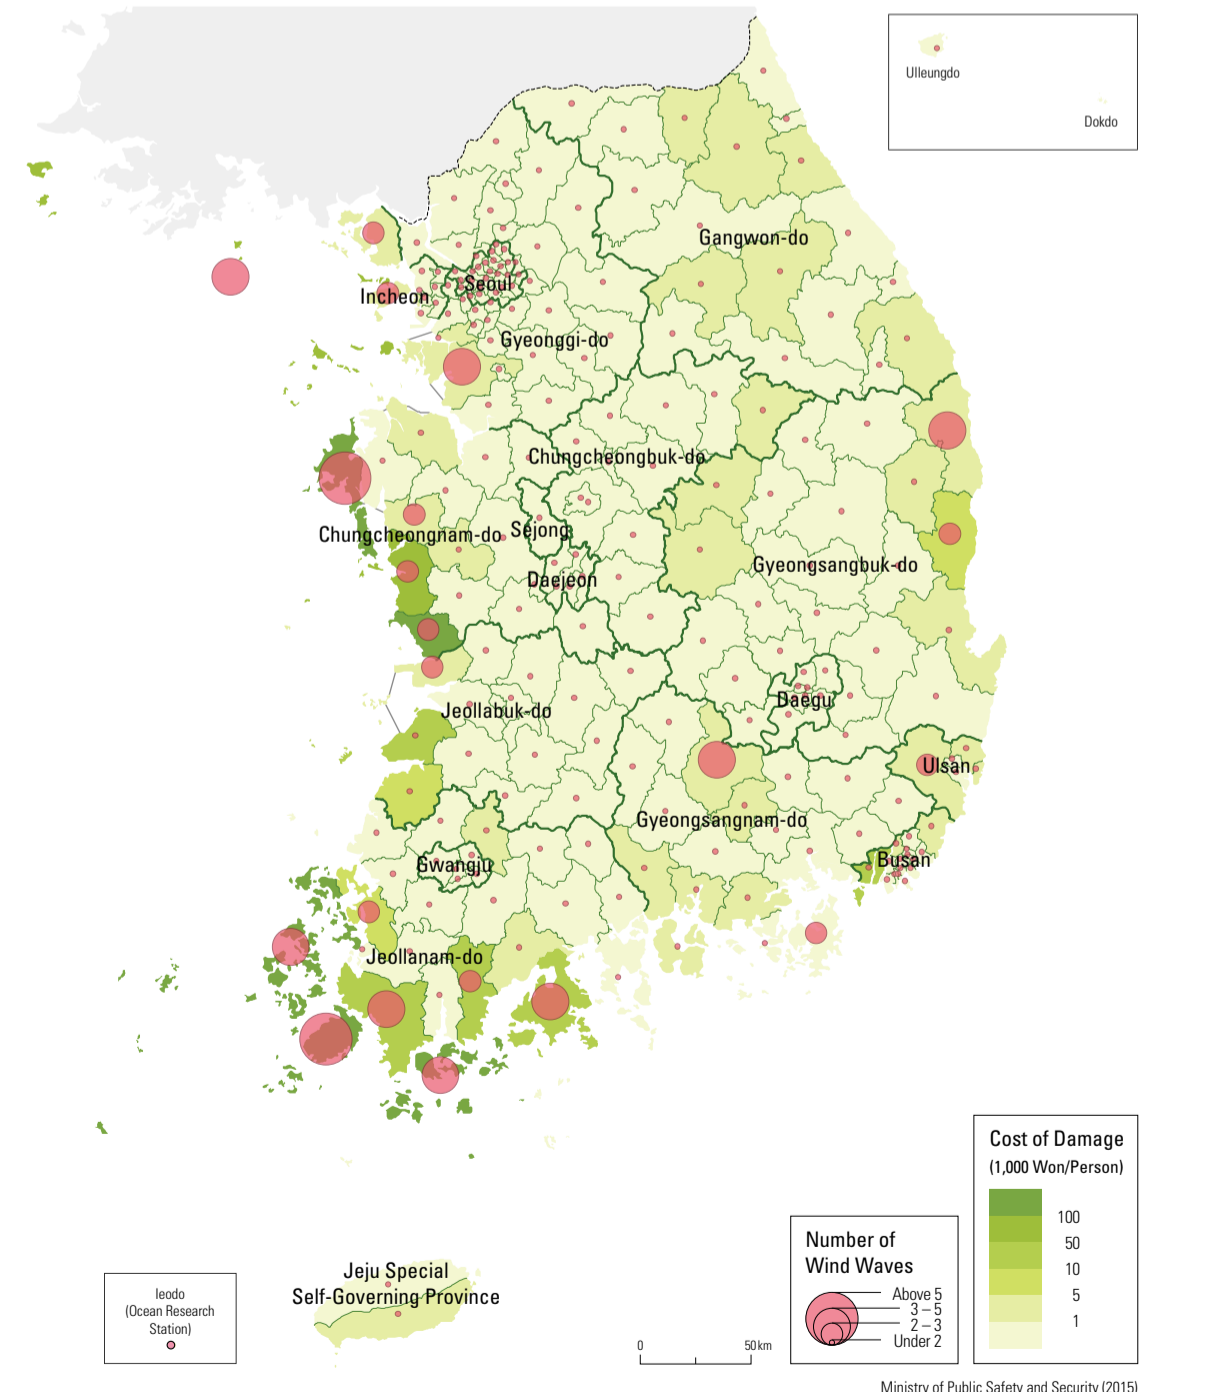 Ulleungdo
Dokdo
Gangwon-do
Incheon
Seoul
Gyeonggi-do
Chungcheongbuk-do
Chungcheongnam-do
Sejong
Gyeongsangbuk-do
Daejeon
Daegu
Jeollabuk-do
Ulsan
Gyeongsangnam-do
Gwangju
Busan
Jeollanam-do
Cost of Damage
(1,000 Won/Person)
100
50
10
5
1
Number of
Wind Waves
Above 5
3 – 5
2 – 3
Under 2
Jeju Special
Self-Governing Province
Ieodo
(Ocean Research
Station)
0 50 km
Ministry of Public Safety and Security (2015)